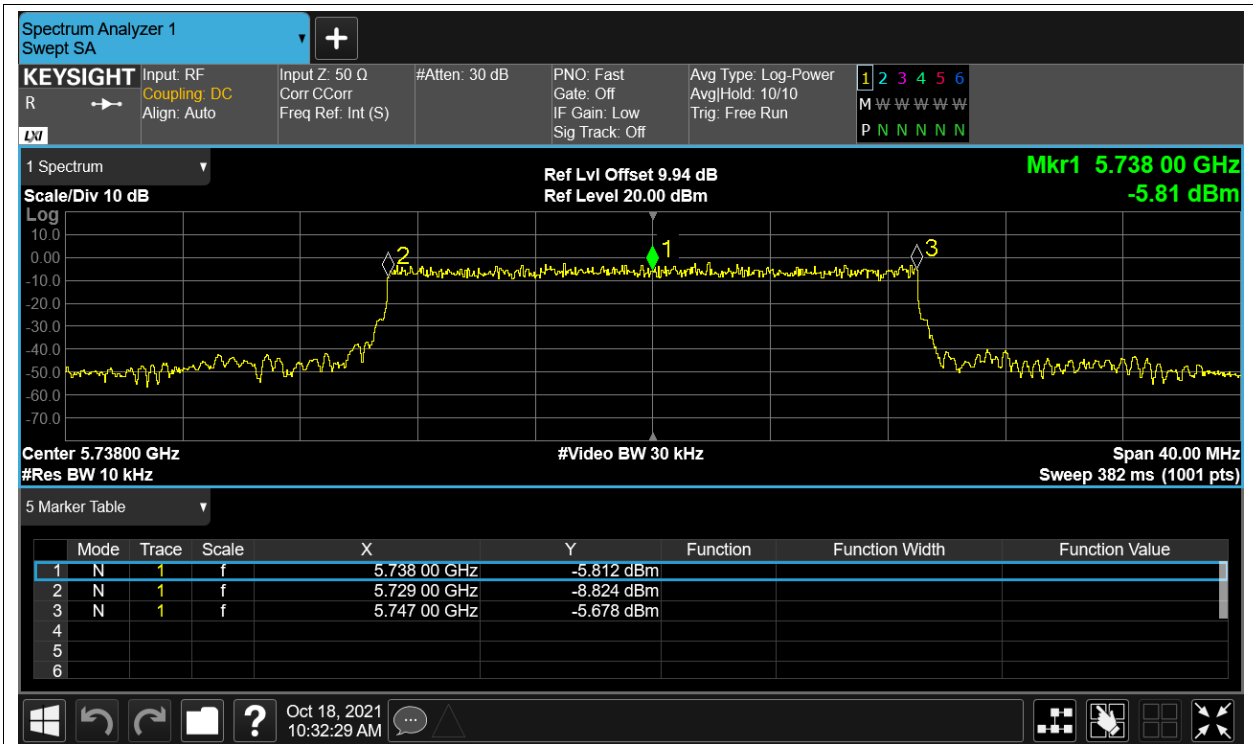 Spectrum Analyzer 1
Swept SA
KEYSIGHT Input: RF Input Z: 50 Ω #Atten: 30 dB PNO: Fast Avg Type: Log-Power 1 2 3 4 5 6
R Coupling: DC Corr CCorr Gate: Off Avg|Hold: 10/10
Align: Auto Freq Ref: Int (S) IF Gain: Low Trig: Free Run M W W W W W
LXI Sig Track: Off P N N N N N
1 Spectrum Ref Lvl Offset 9.94 dB Mkr1 5.738 00 GHz
Scale/Div 10 dB Ref Level 20.00 dBm -5.81 dBm
Log
10.0
0.00
-10.0
-20.0
-30.0
-40.0
-50.0
-60.0
-70.0
2 1 3
Center 5.73800 GHz #Video BW 30 kHz Span 40.00 MHz
#Res BW 10 kHz Sweep 382 ms (1001 pts)
5 Marker Table
Mode Trace Scale X Y Function Function Width Function Value
1 N 1 f 5.738 00 GHz -5.812 dBm
2 N 1 f 5.729 00 GHz -8.824 dBm
3 N 1 f 5.747 00 GHz -5.678 dBm
4
5
6
? Oct 18, 2021
10:32:29 AM